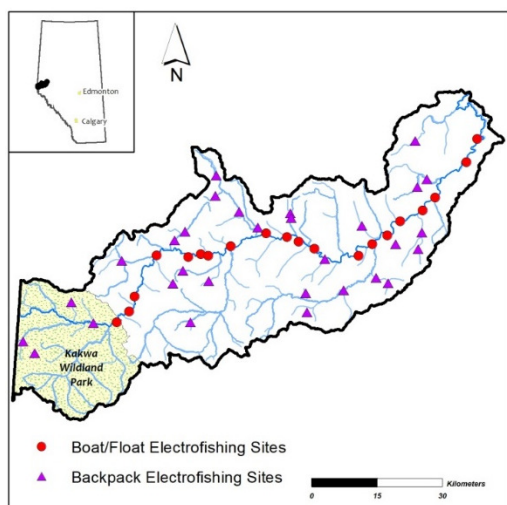 Edmonton
Calgary
N
Kakwa
Wildland
Park
Boat/Float Electrofishing Sites
Backpack Electrofishing Sites
Kilometers
0 15 30